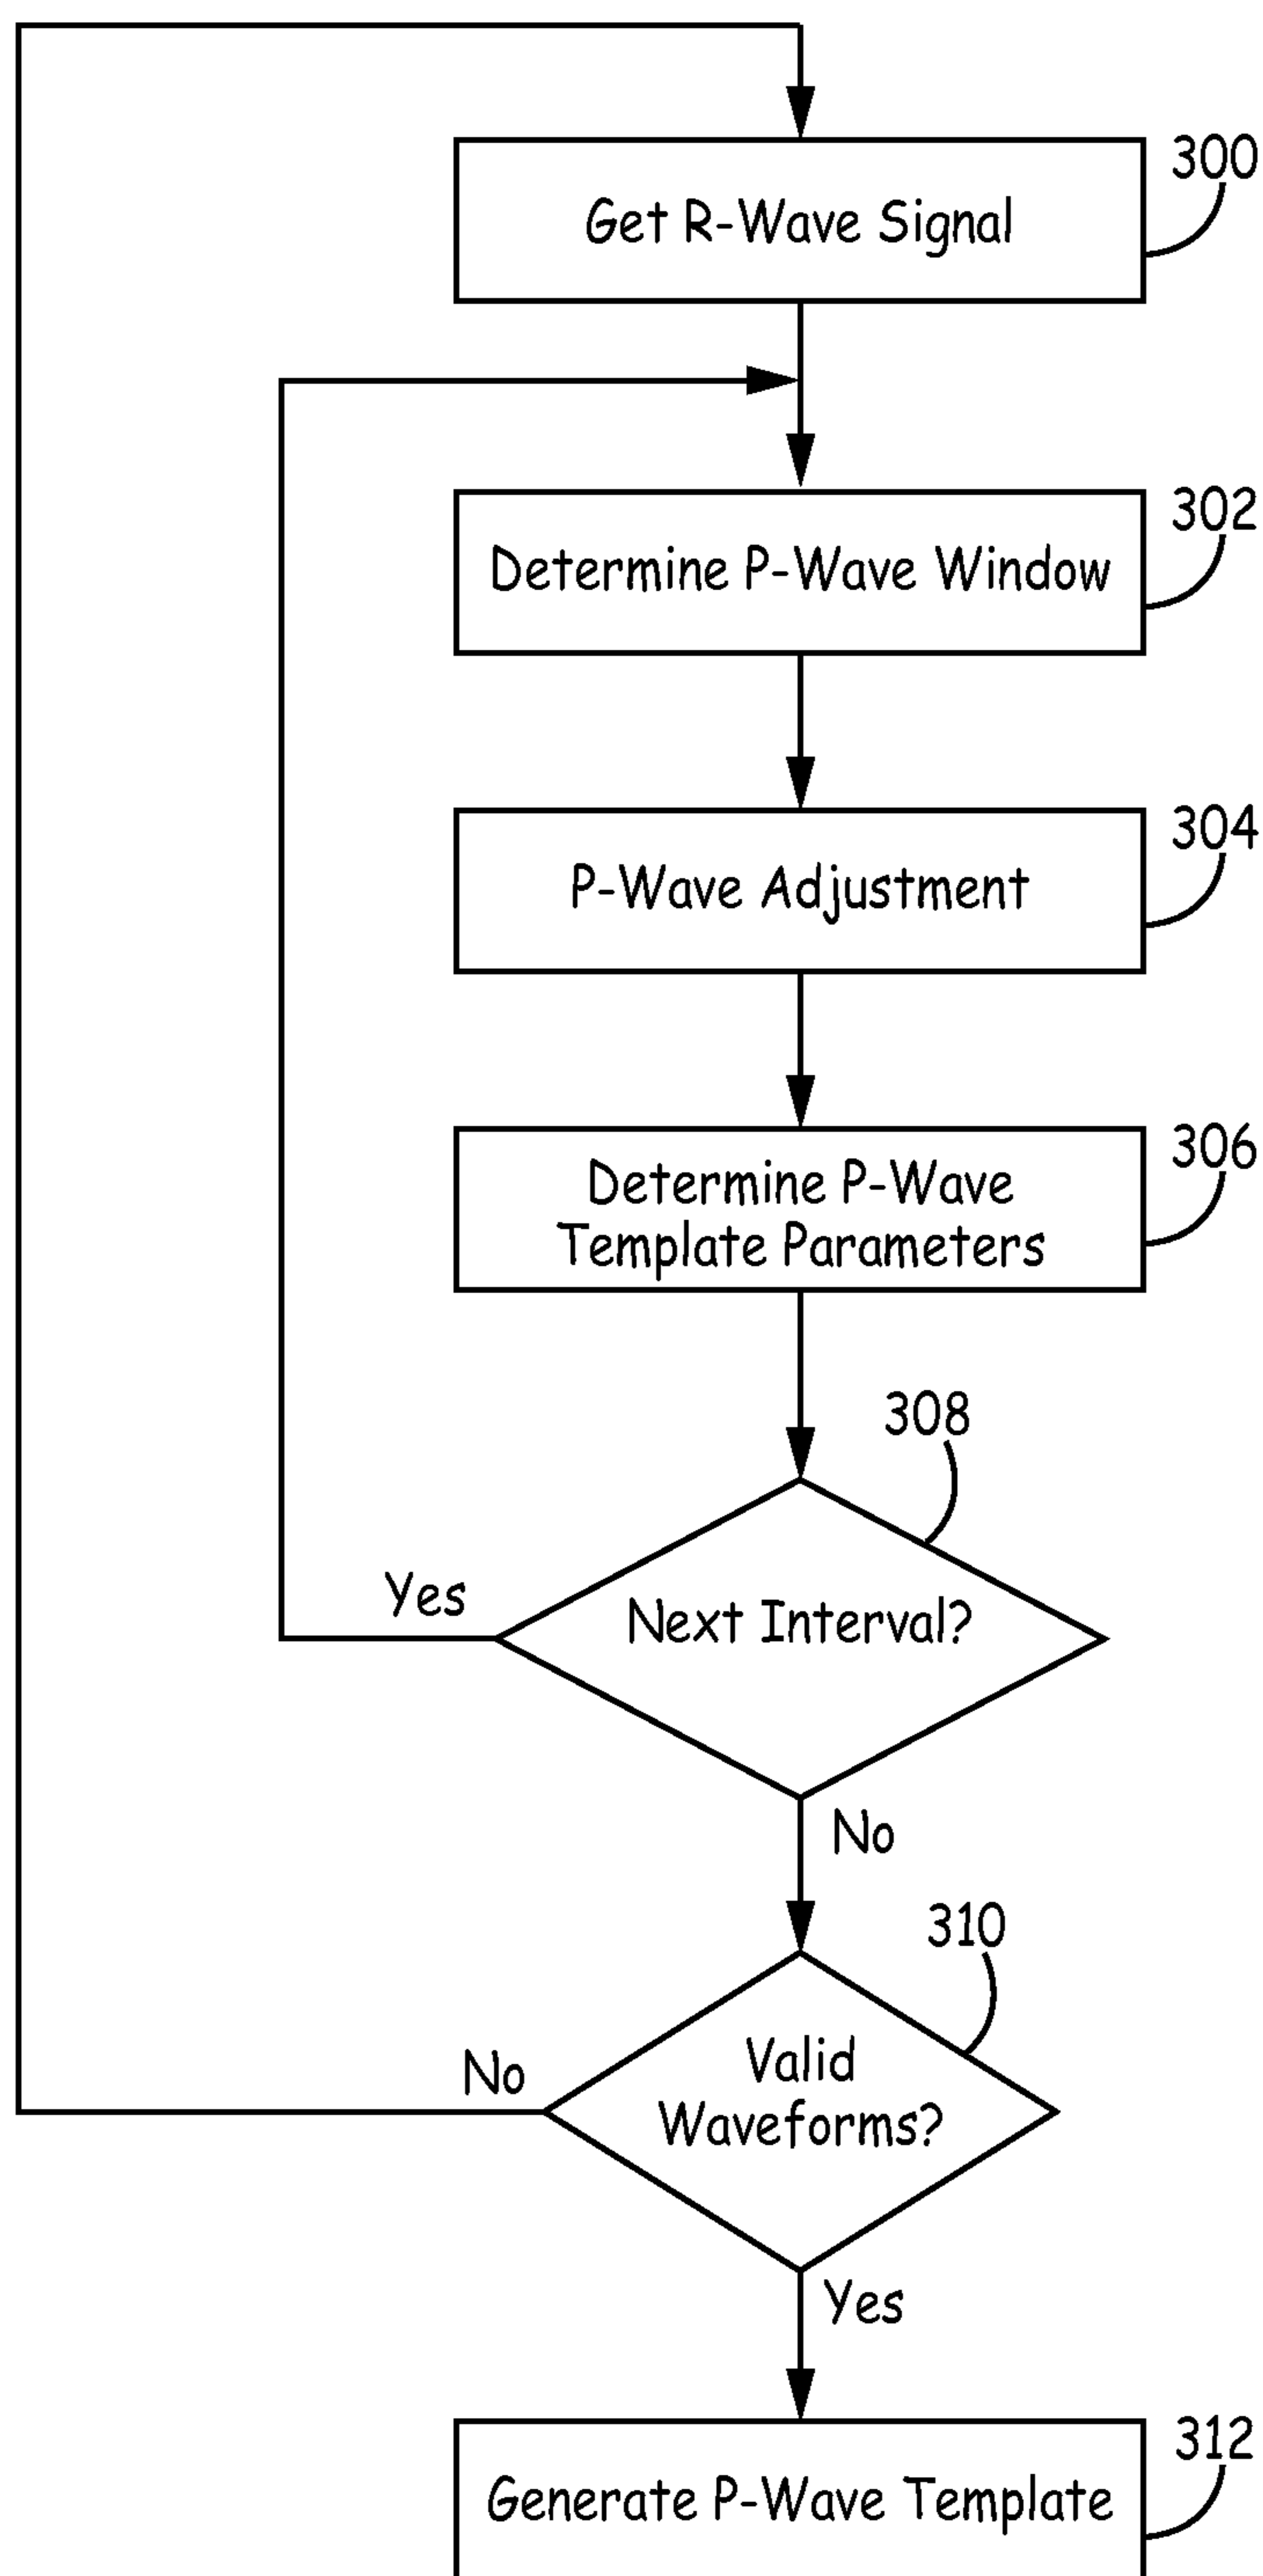 300
Get R-Wave Signal
302
Determine P-Wave Window
304
P-Wave Adjustment
306
Determine P-Wave
Template Parameters
308
Yes
Next Interval?
No
310
No
Valid
Waveforms?
Yes
312
Generate P-Wave Template